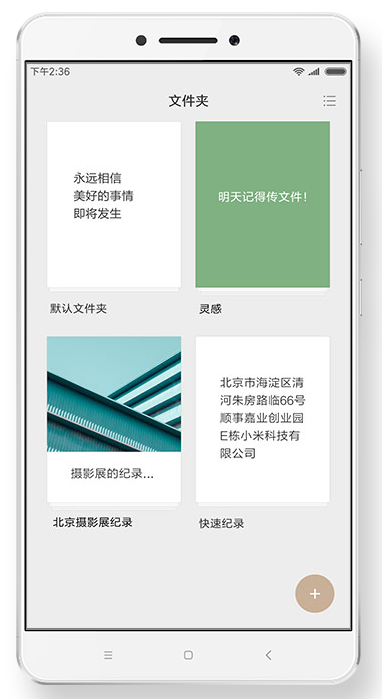 下午2:36
文件夹
永远相信
美好的事情
即将发生
明天记得传文件！
默认文件夹
灵感
摄影展的纪录...
北京市海淀区清
河朱房路临66号
顺事嘉业创业园
E栋小米科技有
限公司
北京摄影展纪录
快速纪录